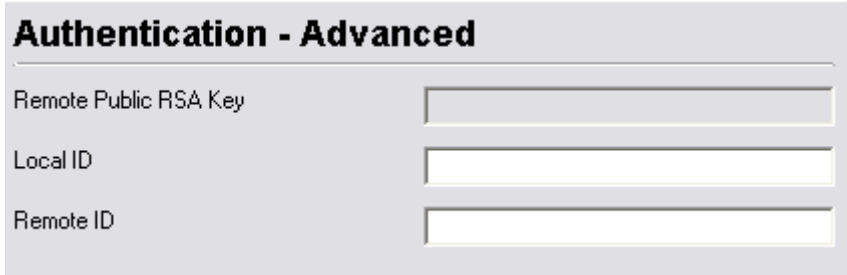 Authentication - Advanced
Remote Public RSA Key
Local ID
Remote ID